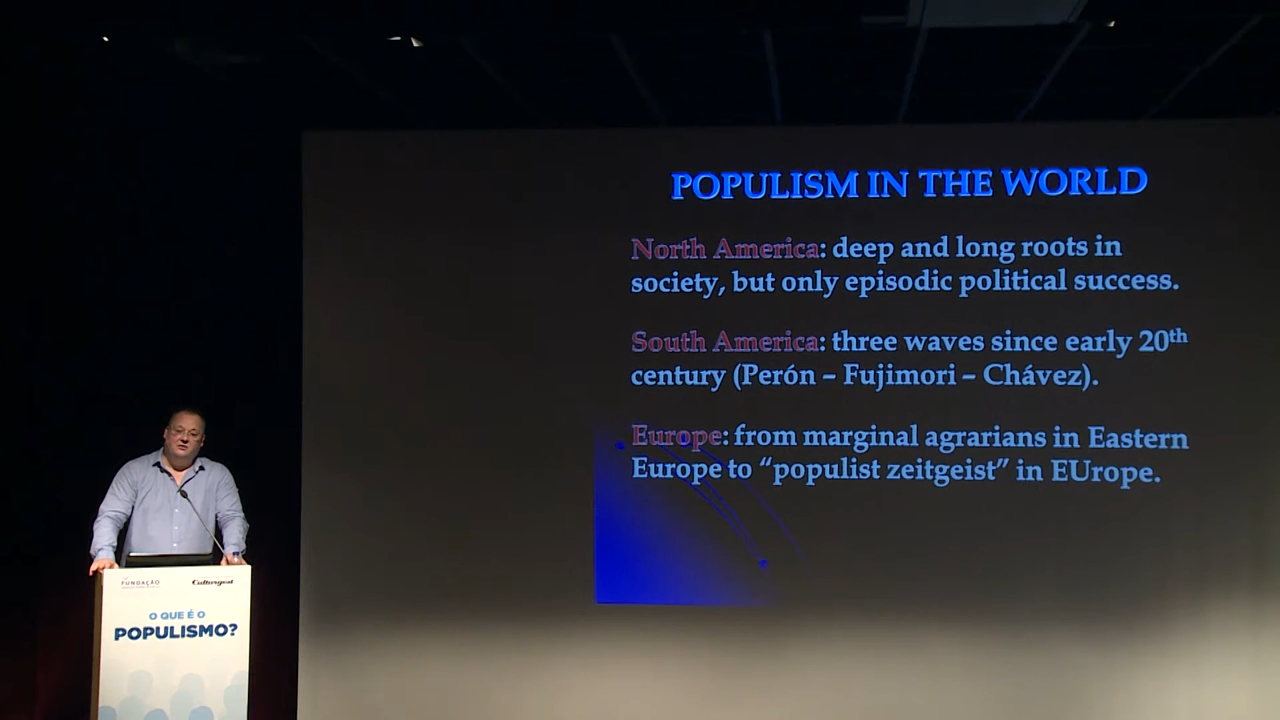 POPULISM IN THE WORLD
North America: deep and long roots in
society, but only episodic political success.
South America: three waves since early 20th
century (Perón – Fujimori – Chávez).
Europe: from marginal agrarians in Eastern
Europe to “populist zeitgeist” in EUrope.
FUNDAÇÃO
Culturgest
O QUE É O
POPULISMO?